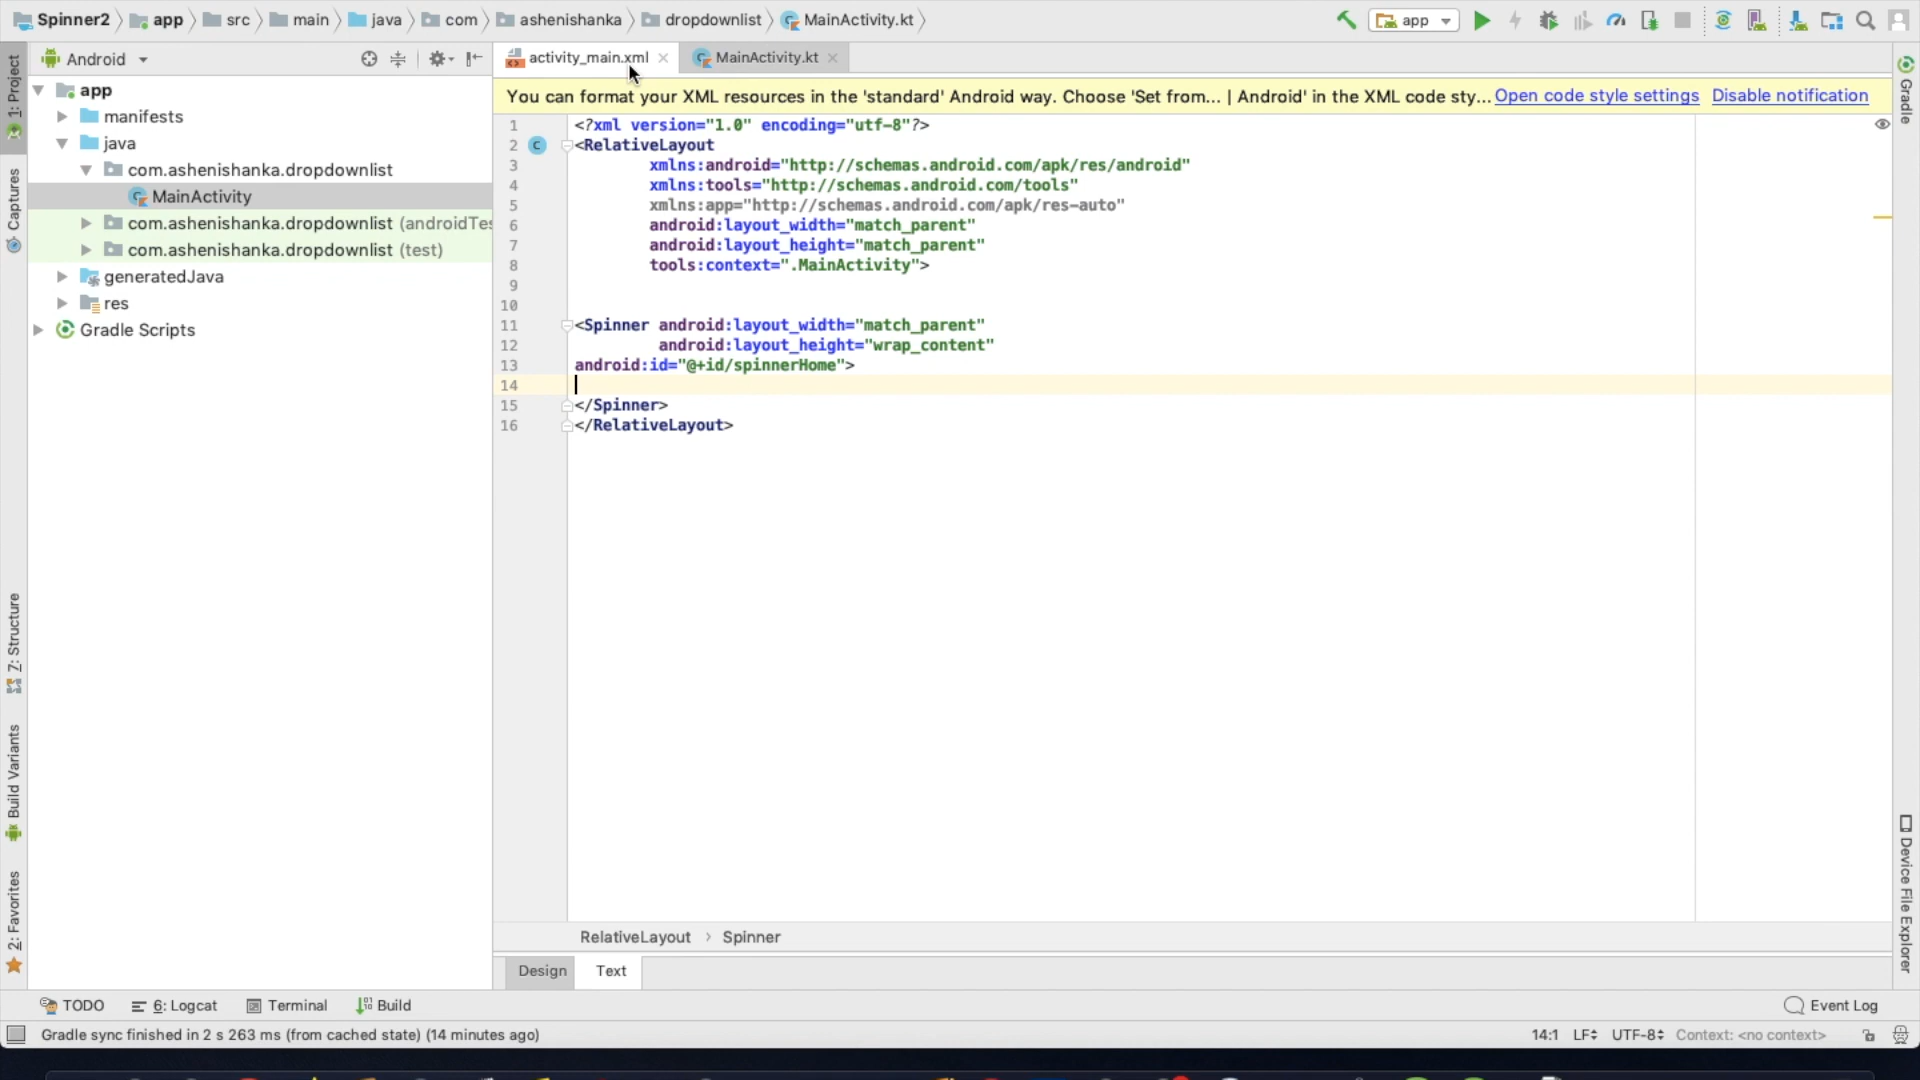 Spinner2 app src main java com ashenishanka dropdownlist MainActivity.kt
app
Android
activity_main.xml
MainActivity.kt
1: Project
Captures
7: Structure
Build Variants
2: Favorites
app
manifests
java
com.ashenishanka.dropdownlist
MainActivity
com.ashenishanka.dropdownlist (androidTes
com.ashenishanka.dropdownlist (test)
generatedJava
res
Gradle Scripts
You can format your XML resources in the 'standard' Android way. Choose 'Set from... | Android' in the XML code sty... Open code style settings Disable notification
1 <?xml version="1.0" encoding="utf-8"?>
2 <RelativeLayout
3 xmlns:android="http://schemas.android.com/apk/res/android"
4 xmlns:tools="http://schemas.android.com/tools"
5 xmlns:app="http://schemas.android.com/apk/res-auto"
6 android:layout_width="match_parent"
7 android:layout_height="match_parent"
8 tools:context=".MainActivity">
9
10
11 <Spinner android:layout_width="match_parent"
12 android:layout_height="wrap_content"
13 android:id="@+id/spinnerHome">
14
15 </Spinner>
16 </RelativeLayout>
RelativeLayout › Spinner
Design Text
Gradle
Device File Explorer
TODO 6: Logcat Terminal Build Event Log
Gradle sync finished in 2 s 263 ms (from cached state) (14 minutes ago) 14:1 LF UTF-8 Context: <no context>